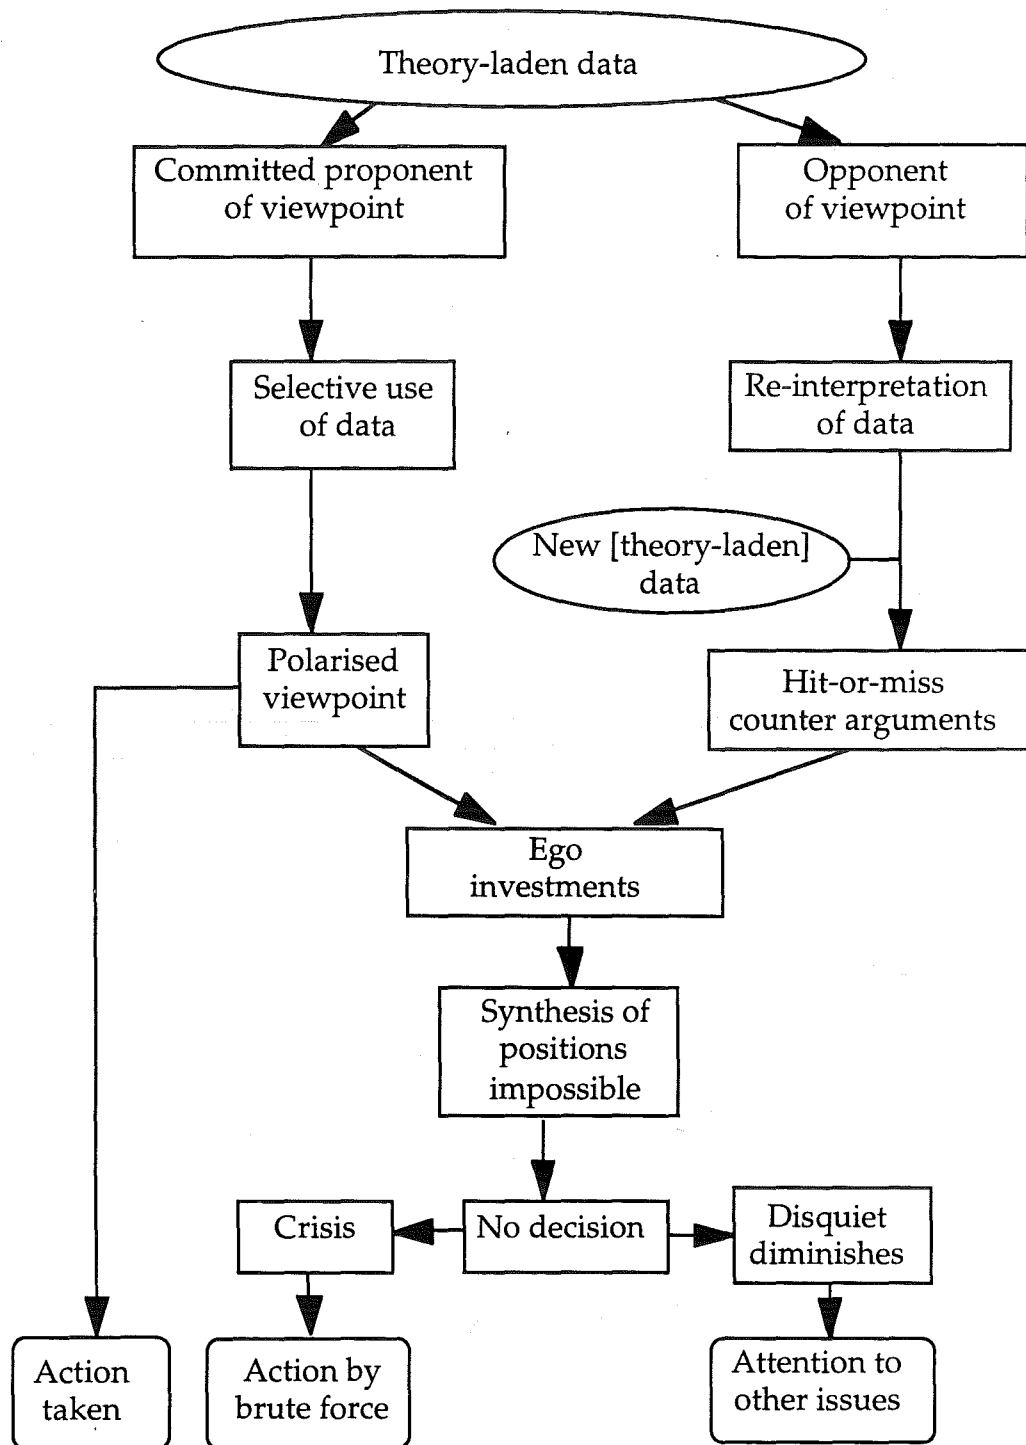 Theory-laden data
Committed proponent
of viewpoint
Opponent
of viewpoint
Selective use
of data
Re-interpretation
of data
New [theory-laden]
data
Polarised
viewpoint
Hit-or-miss
counter arguments
Ego
investments
Synthesis of
positions
impossible
Crisis
No decision
Disquiet
diminishes
Action
taken
Action by
brute force
Attention to
other issues